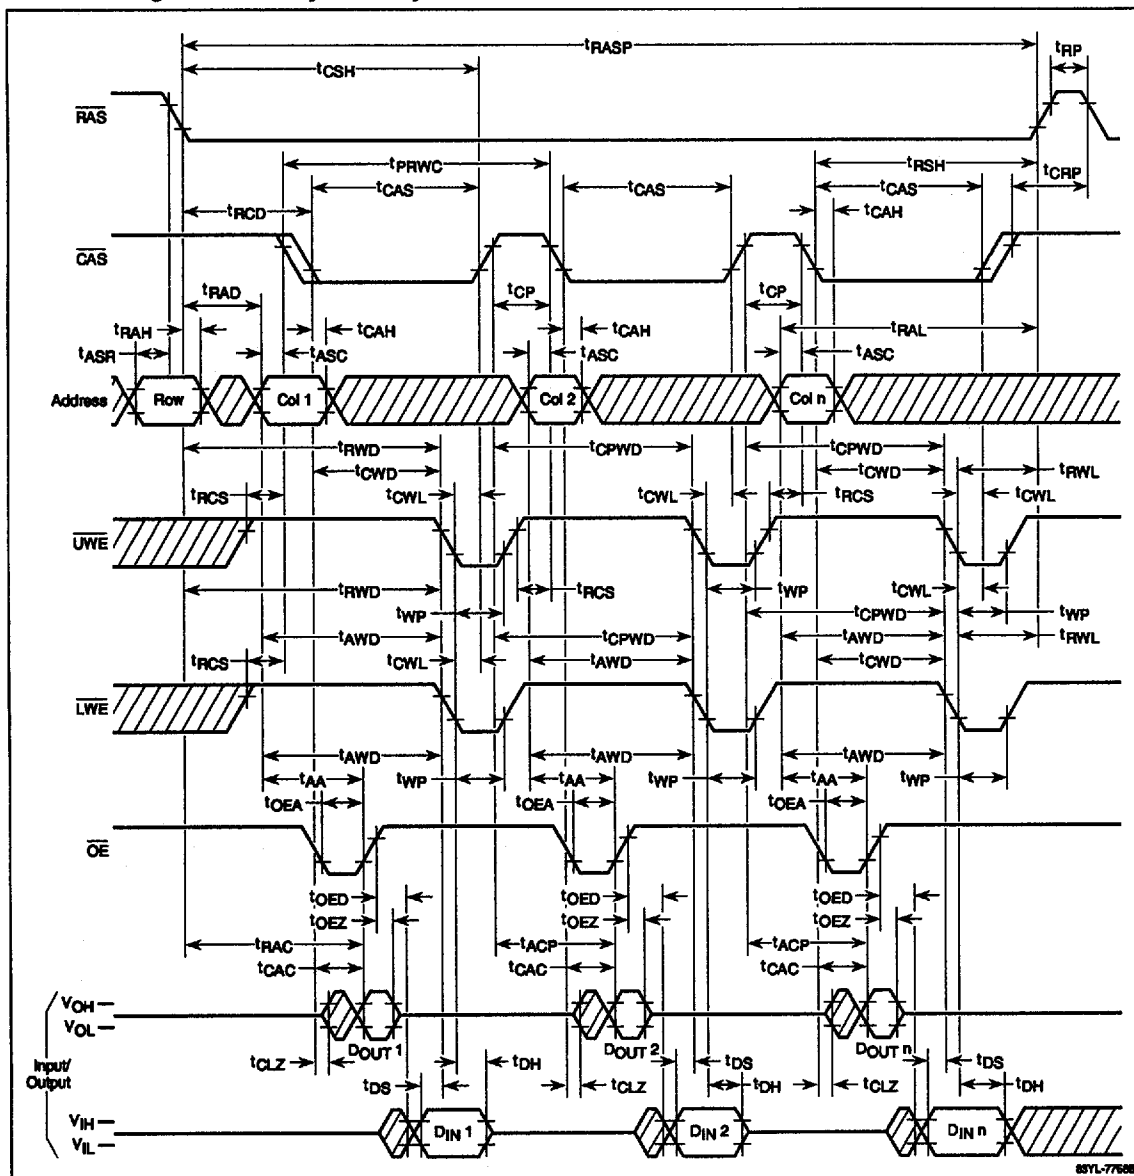 tRASP
tRP
tCSH
RAS
tPRWC
tRSH
tCAS
tCAS
tCAS
tCRP
tRCD
tCAH
CAS
tRAD
tCP
tCP
tRAH
tCAH
tCAH
tRAL
tASR
tASC
tASC
tASC
Address
Row
Col 1
Col 2
Col n
tRWD
tCPWD
tCPWD
tCWD
tCWD
tRWL
tRCS
tCWL
tCWL
tRCS
tCWL
UWE
tRWD
tRCS
tWP
tCWL
tWP
tCPWD
tWP
tAWD
tCPWD
tAWD
tRWL
tRCS
tCWL
tAWD
tCWD
LWE
tAWD
tAWD
tAWD
tAA
tWP
tAA
tWP
tAA
tWP
tOEA
tOEA
tOEA
OE
tOED
tOED
tOED
tOEZ
tOEZ
tOEZ
tRAC
tACP
tACP
tCAC
tCAC
tCAC
VOH
VOL
DOUT 1
DOUT 2
DOUT n
Input/
Output
tCLZ
tDH
tDS
tDS
tDS
tCLZ
tDH
tCLZ
tDH
VIH
VIL
DIN 1
DIN 2
DIN n